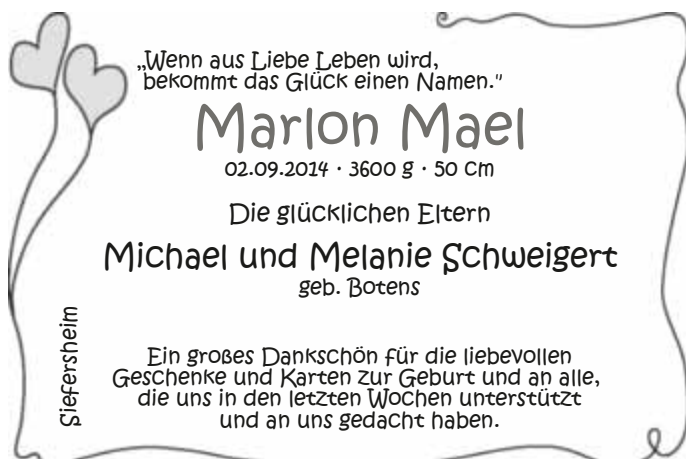 „Wenn aus Liebe Leben wird,
bekommt das Glück einen Namen."
Marlon Mael
02.09.2014 · 3600 g · 50 cm
Die glücklichen Eltern
Michael und Melanie Schweigert
geb. Botens
Siefersheim
Ein großes Dankschön für die liebevollen
Geschenke und Karten zur Geburt und an alle,
die uns in den letzten Wochen unterstützt
und an uns gedacht haben.